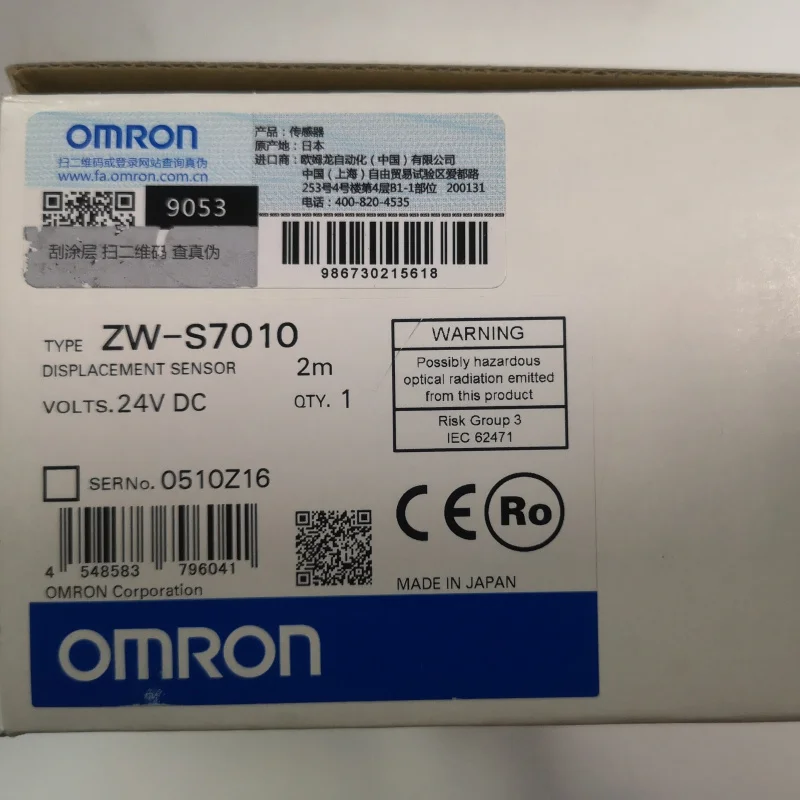 OMRON
扫二维码或登录网站查询真伪
www.fa.omron.com.cn
9053
刮涂层 扫二维码 查真伪
产品：传感器
原产地：日本
进口商：欧姆龙自动化（中国）有限公司
中国（上海）自由贸易试验区爱都路
253号4号楼第4层B1-1部位 200131
电话：400-820-4535
986730215618
TYPE ZW-S7010
DISPLACEMENT SENSOR 2m
VOLTS. 24V DC QTY. 1
WARNING
Possibly hazardous
optical radiation emitted
from this product
Risk Group 3
IEC 62471
SERNo. 0510Z16
4 548583 796041
OMRON Corporation
CE Ro
MADE IN JAPAN
OMRON